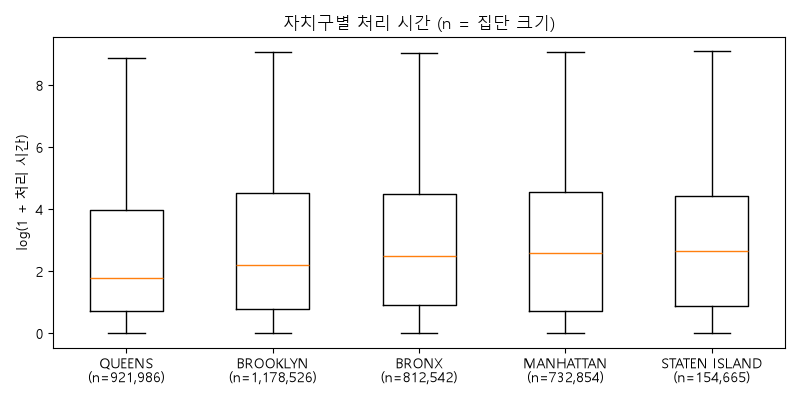 자치구별 처리 시간 (n = 집단 크기)
log(1 + 처리 시간)
8
6
4
2
0
QUEENS
(n=921,986)
BROOKLYN
(n=1,178,526)
BRONX
(n=812,542)
MANHATTAN
(n=732,854)
STATEN ISLAND
(n=154,665)